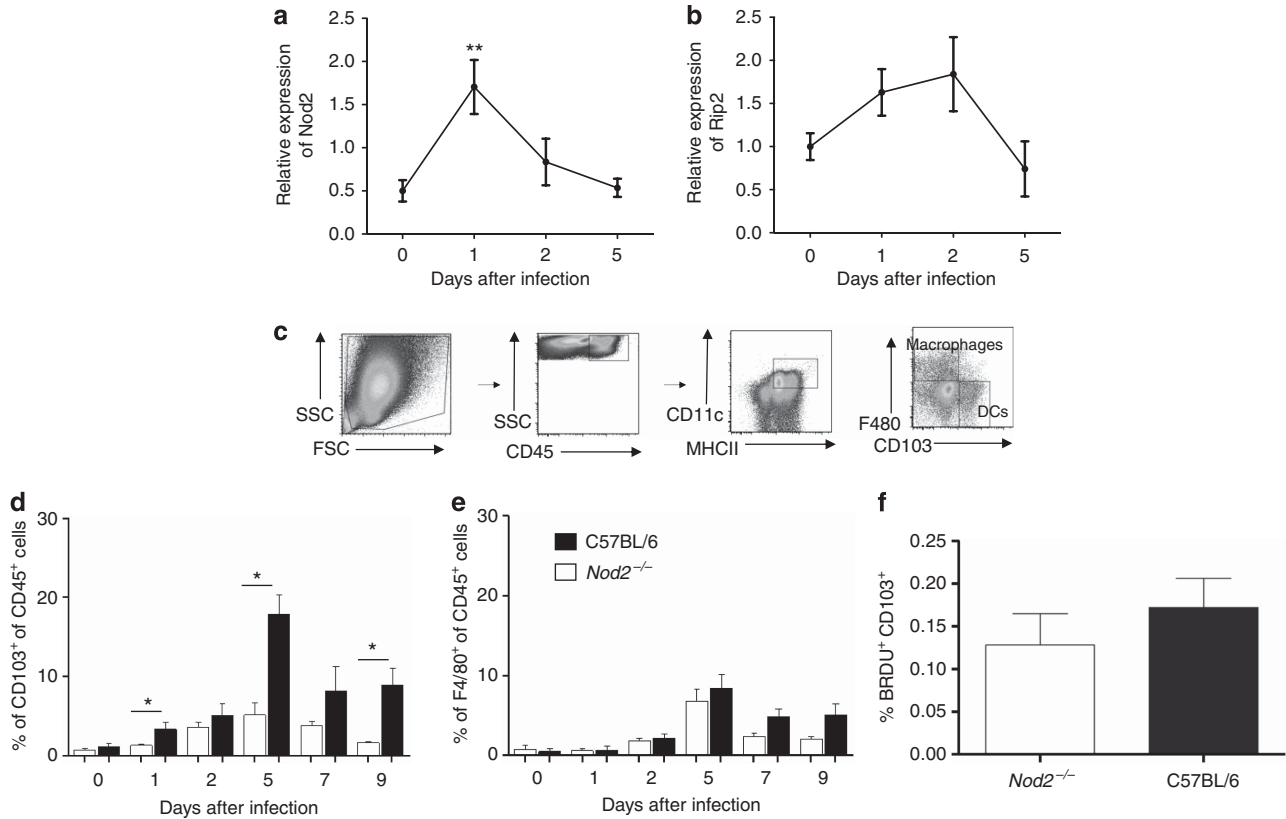 a
2.5
2.0
1.5
1.0
0.5
0.0
Relative expression
of Nod2
**
0 1 2 5
Days after infection
b
2.5
2.0
1.5
1.0
0.5
0.0
Relative expression
of Rip2
0 1 2 5
Days after infection
c
SSC
FSC
SSC
CD45
CD11c
MHCII
Macrophages
DCs
F480
CD103
d
30
20
10
0
% of CD103⁺ of CD45⁺ cells
*
*
*
0 1 2 5 7 9
Days after infection
e
30
20
10
0
% of F4/80⁺ of CD45⁺ cells
C57BL/6
Nod2⁻/⁻
0 1 2 5 7 9
Days after infection
f
0.25
0.20
0.15
0.10
0.05
0.00
% BRDU⁺ CD103⁺
Nod2⁻/⁻ C57BL/6